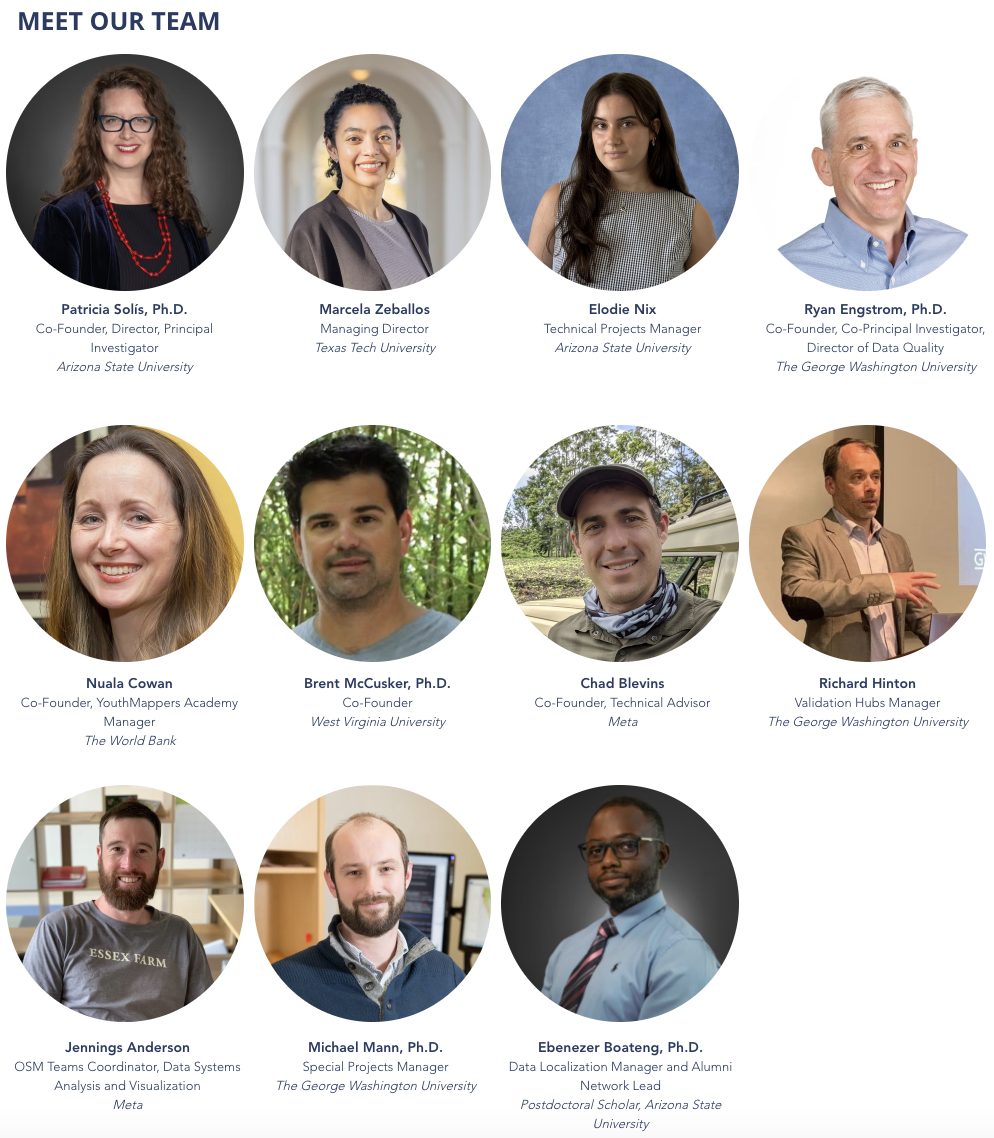 MEET OUR TEAM
Patricia Solís, Ph.D.
Co-Founder, Director, Principal
Investigator
Arizona State University
Marcela Zeballos
Managing Director
Texas Tech University
Elodie Nix
Technical Projects Manager
Arizona State University
Ryan Engstrom, Ph.D.
Co-Founder, Co-Principal Investigator,
Director of Data Quality
The George Washington University
G
Nuala Cowan
Co-Founder, YouthMappers Academy
Manager
The World Bank
Brent McCusker, Ph.D.
Co-Founder
West Virginia University
Chad Blevins
Co-Founder, Technical Advisor
Meta
Richard Hinton
Validation Hubs Manager
The George Washington University
ESSEX FARM
Jennings Anderson
OSM Teams Coordinator, Data Systems
Analysis and Visualization
Meta
Michael Mann, Ph.D.
Special Projects Manager
The George Washington University
Ebenezer Boateng, Ph.D.
Data Localization Manager and Alumni
Network Lead
Postdoctoral Scholar, Arizona State
University